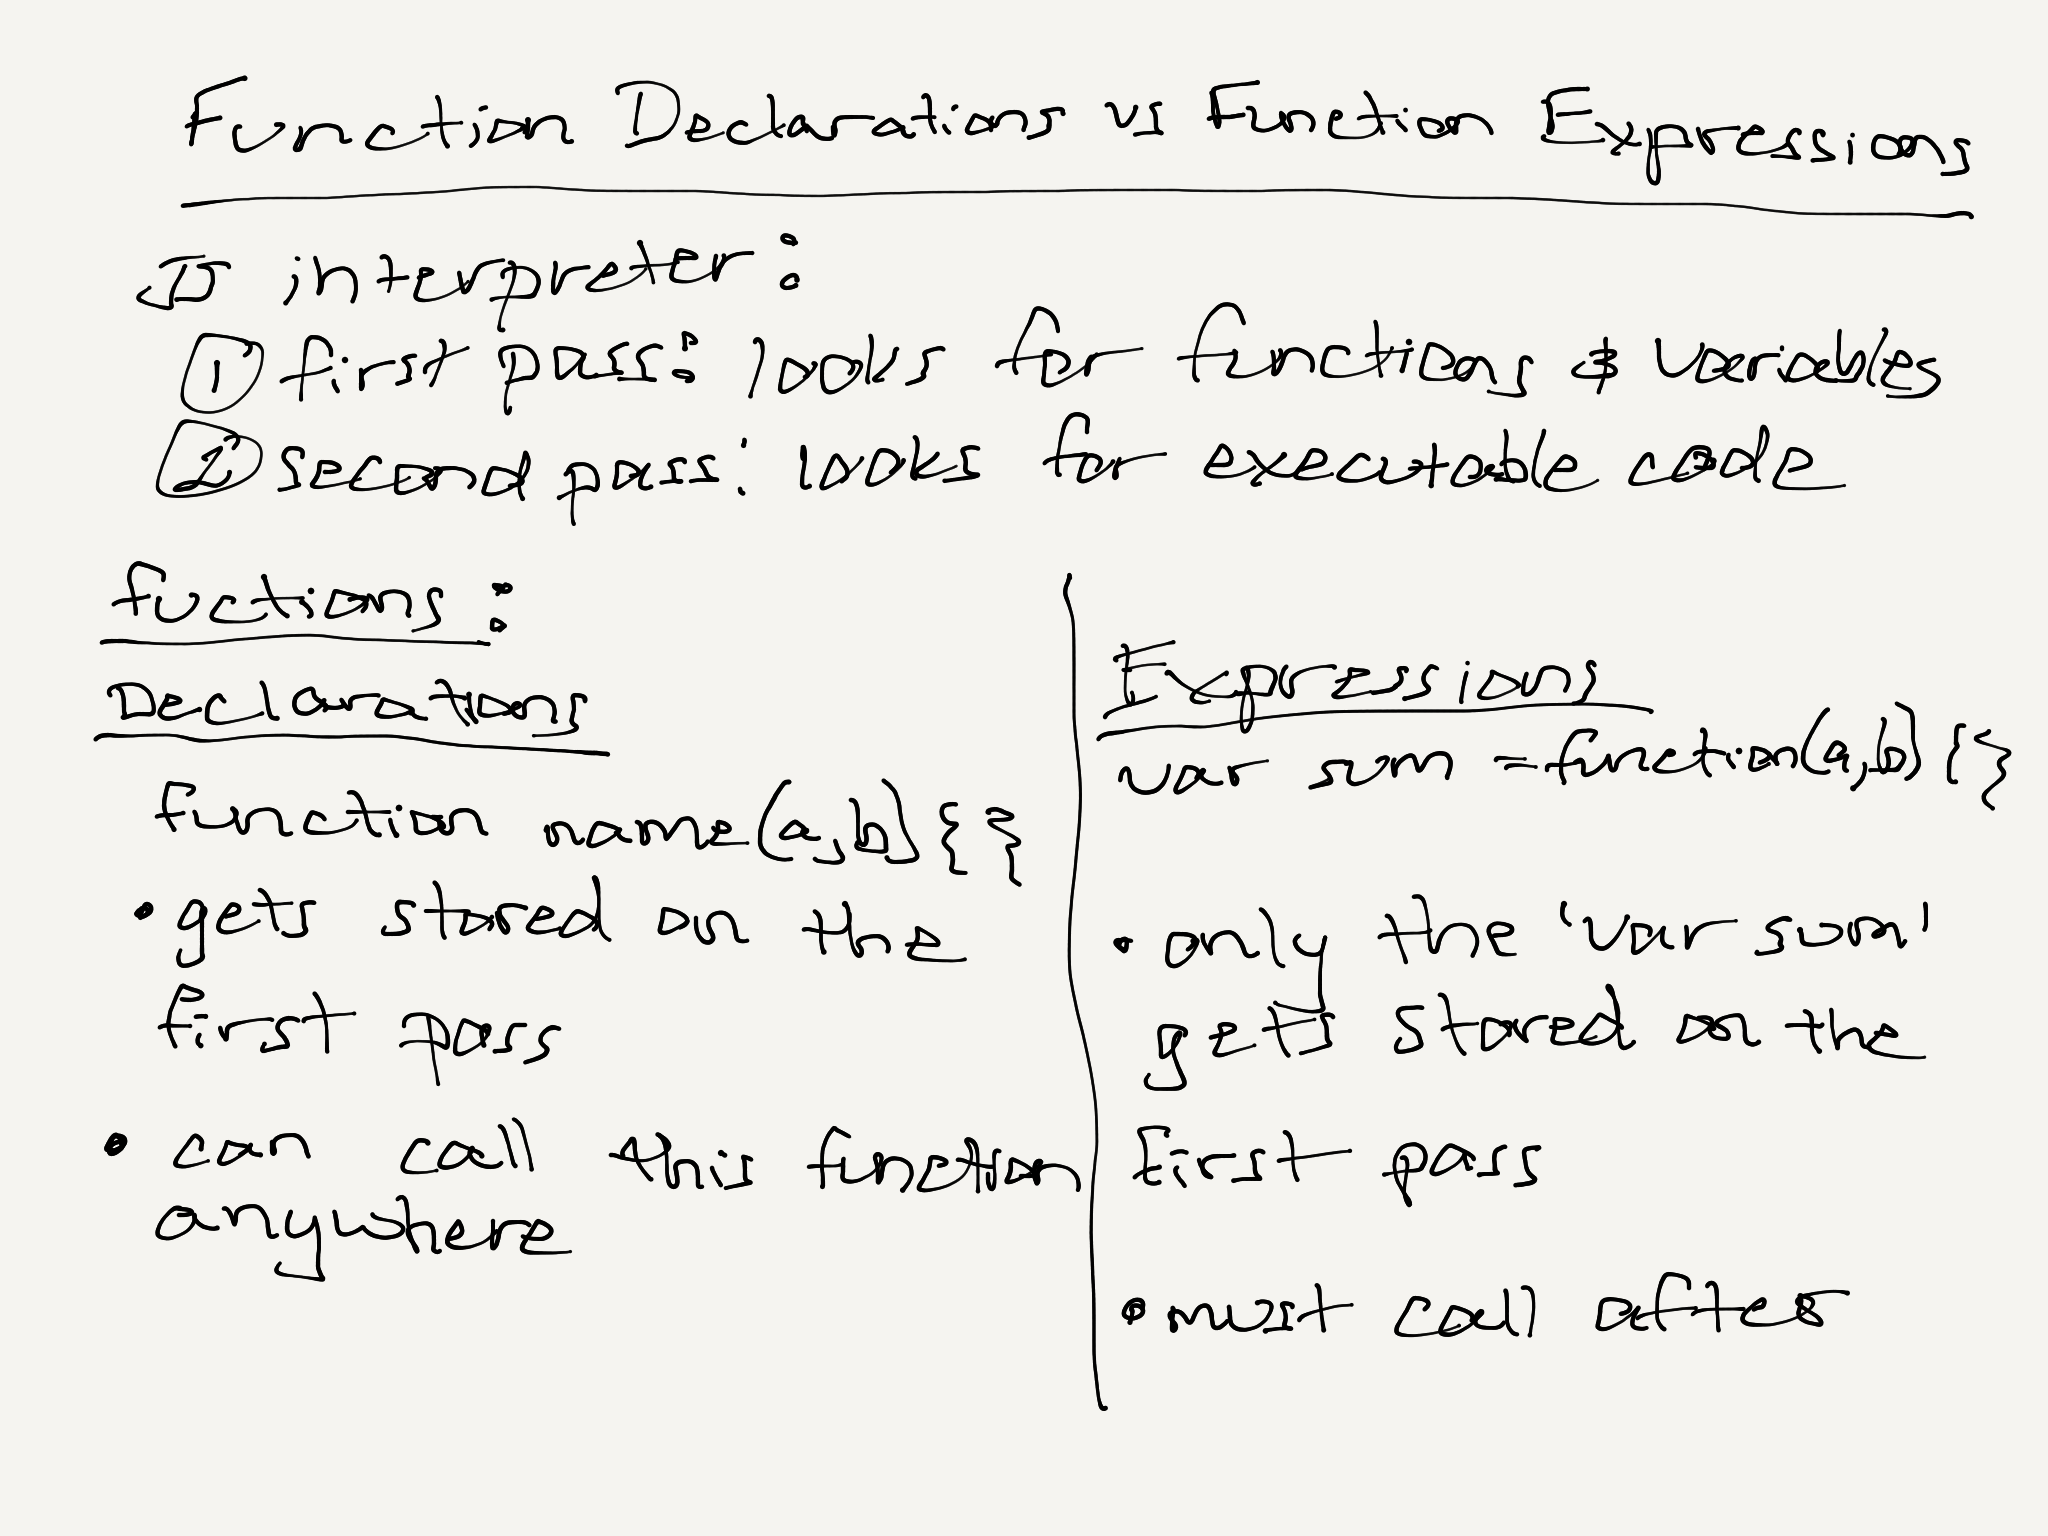 Function Declarations vs Function Expressions
JS interpreter:
① first pass: looks for functions & variables
② second pass: looks for executable code
fuctions:
Declarations
function name(a,b){}
• gets stored on the
first pass
• can call this function
anywhere
Expressions
var sum = function(a,b){}
• only the 'var sum'
gets stored on the
first pass
• must call after